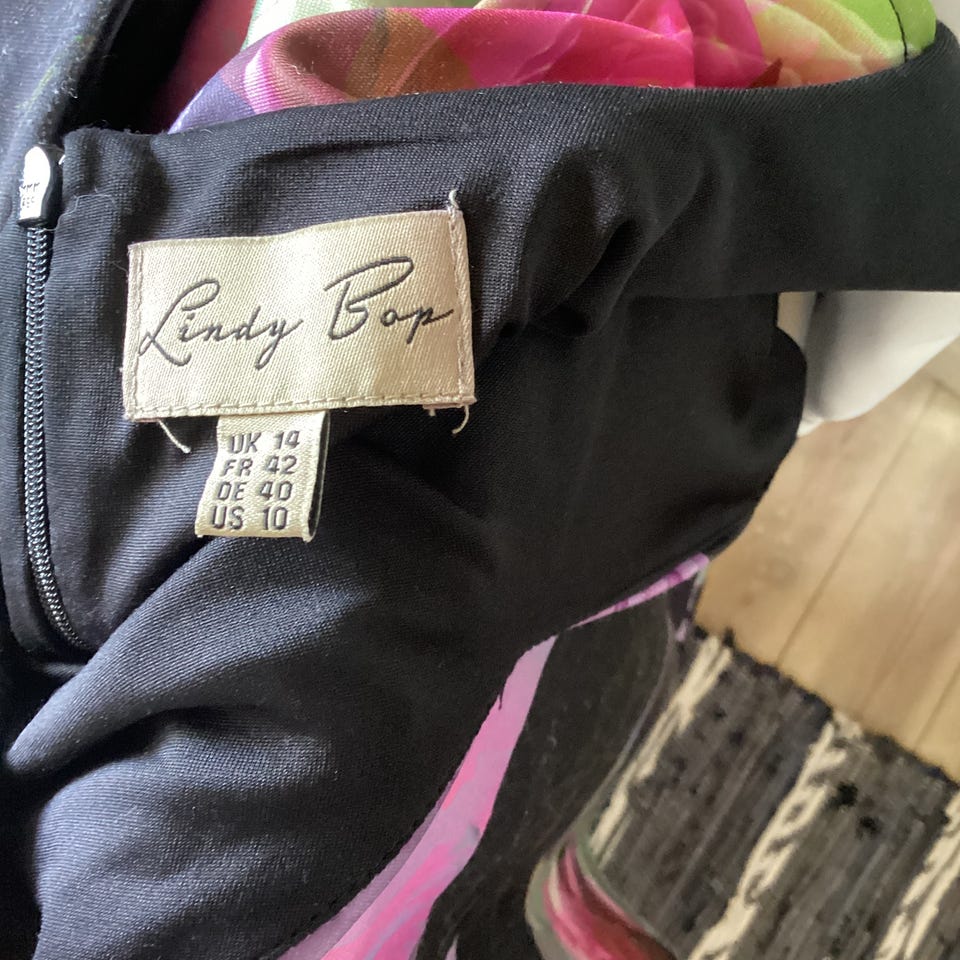 Lindy Bop
UK 14
FR 42
DE 40
US 10